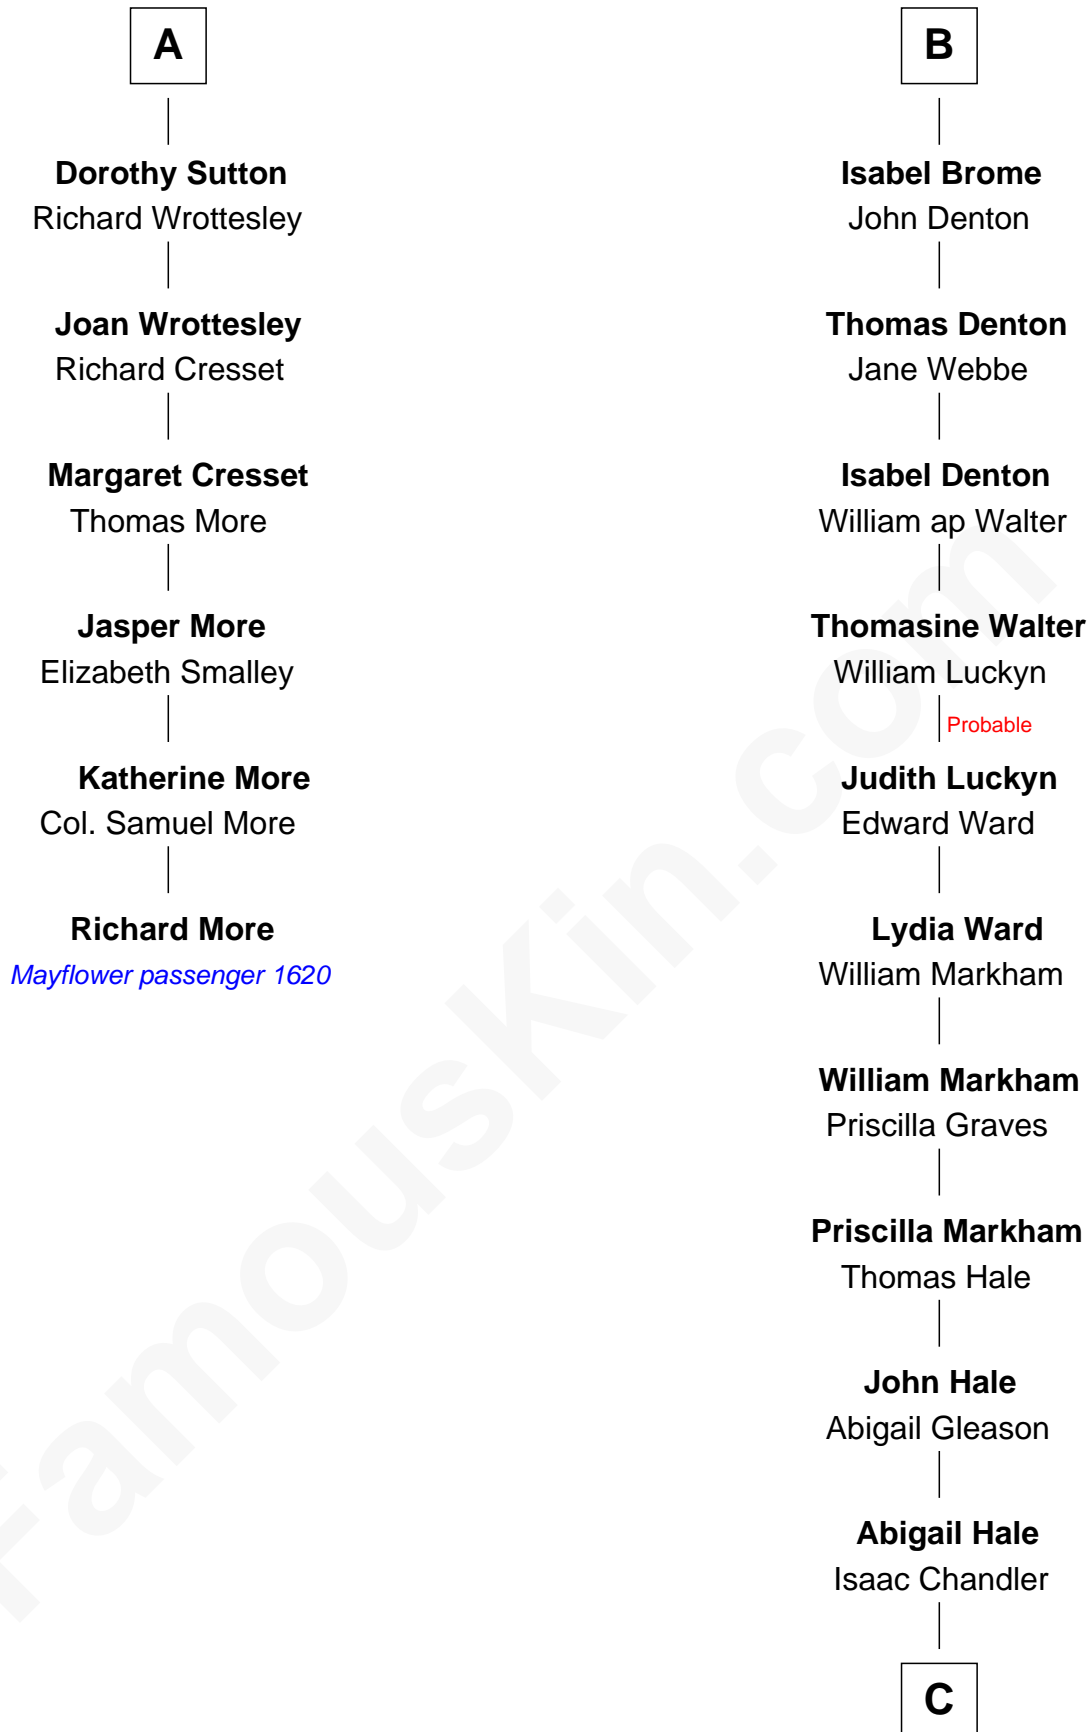 A
Dorothy Sutton
Richard Wrottesley
Joan Wrottesley
Richard Cresset
Margaret Cresset
Thomas More
Jasper More
Elizabeth Smalley
Katherine More
Col. Samuel More
Richard More
Mayflower passenger 1620
B
Isabel Brome
John Denton
Thomas Denton
Jane Webbe
Isabel Denton
William ap Walter
Thomasine Walter
William Luckyn
Probable
Judith Luckyn
Edward Ward
Lydia Ward
William Markham
William Markham
Priscilla Graves
Priscilla Markham
Thomas Hale
John Hale
Abigail Gleason
Abigail Hale
Isaac Chandler
C
FamousKin.com